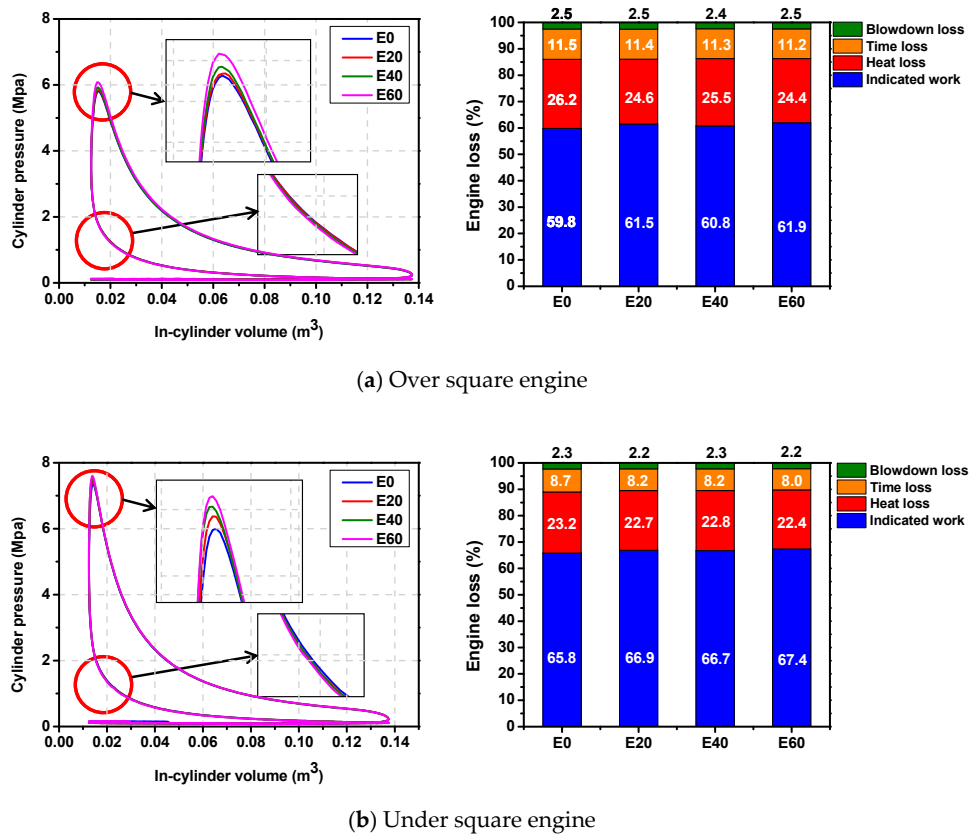 8
6
4
2
0
Cylinder pressure (Mpa)
E0
E20
E40
E60
0.00 0.02 0.04 0.06 0.08 0.10 0.12 0.14
In-cylinder volume (m3)
2.5 2.5 2.4 2.5
100
90
80
70
60
50
40
30
20
10
0
Engine loss (%)
11.5 11.4 11.3 11.2
26.2 24.6 25.5 24.4
59.8 61.5 60.8 61.9
E0 E20 E40 E60
Blowdown loss
Time loss
Heat loss
Indicated work
(a) Over square engine
8
6
4
2
0
Cylinder pressure (Mpa)
E0
E20
E40
E60
0.00 0.02 0.04 0.06 0.08 0.10 0.12 0.14
In-cylinder volume (m3)
2.3 2.2 2.3 2.2
100
90
80
70
60
50
40
30
20
10
0
Engine loss (%)
8.7 8.2 8.2 8.0
23.2 22.7 22.8 22.4
65.8 66.9 66.7 67.4
E0 E20 E40 E60
Blowdown loss
Time loss
Heat loss
Indicated work
(b) Under square engine